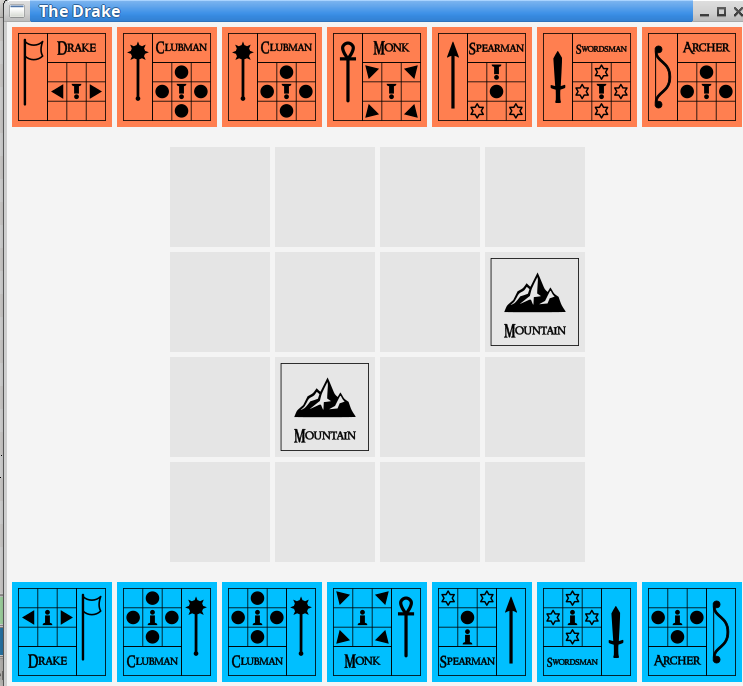 The Drake
DRAKE
CLUBMAN
CLUBMAN
MONK
SPEARMAN
SWORDSMAN
ARCHER
MOUNTAIN
MOUNTAIN
DRAKE
CLUBMAN
CLUBMAN
MONK
SPEARMAN
SWORDSMAN
ARCHER